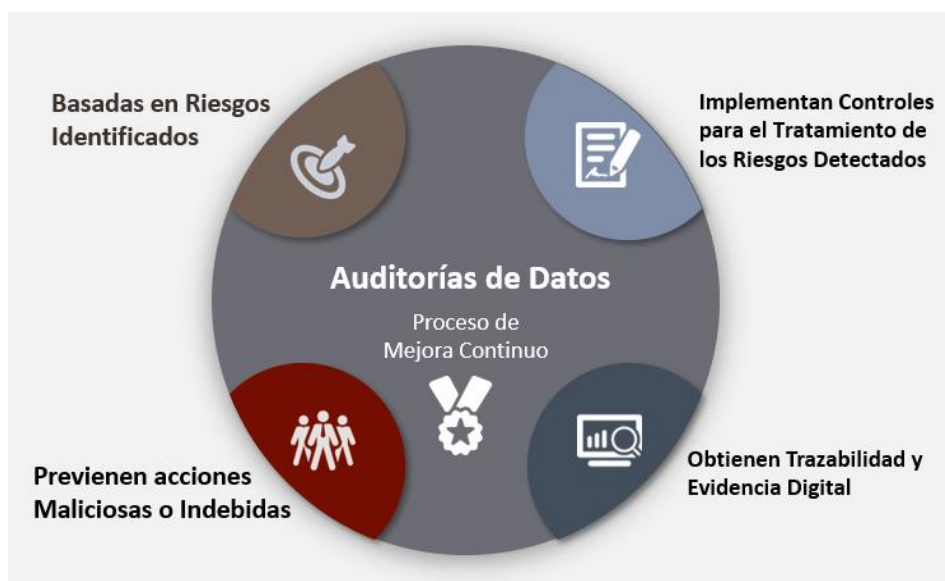 Basadas en Riesgos
Identificados
Implementan Controles
para el Tratamiento de
los Riesgos Detectados
Auditorías de Datos
Proceso de
Mejora Continuo
Previenen acciones
Maliciosas o Indebidas
Obtienen Trazabilidad y
Evidencia Digital